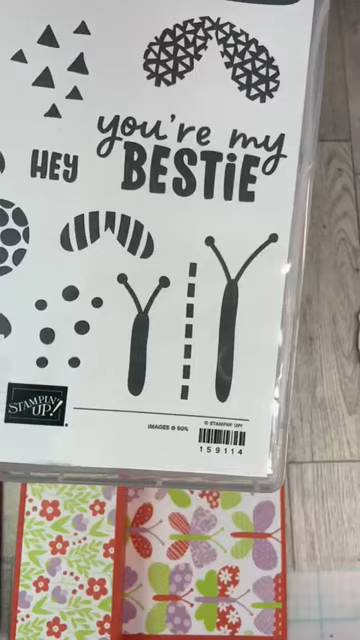 you're my
HEY BESTiE
STAMPIN' UP!
IMAGES @ 90%
© STAMPIN' UP!
159114